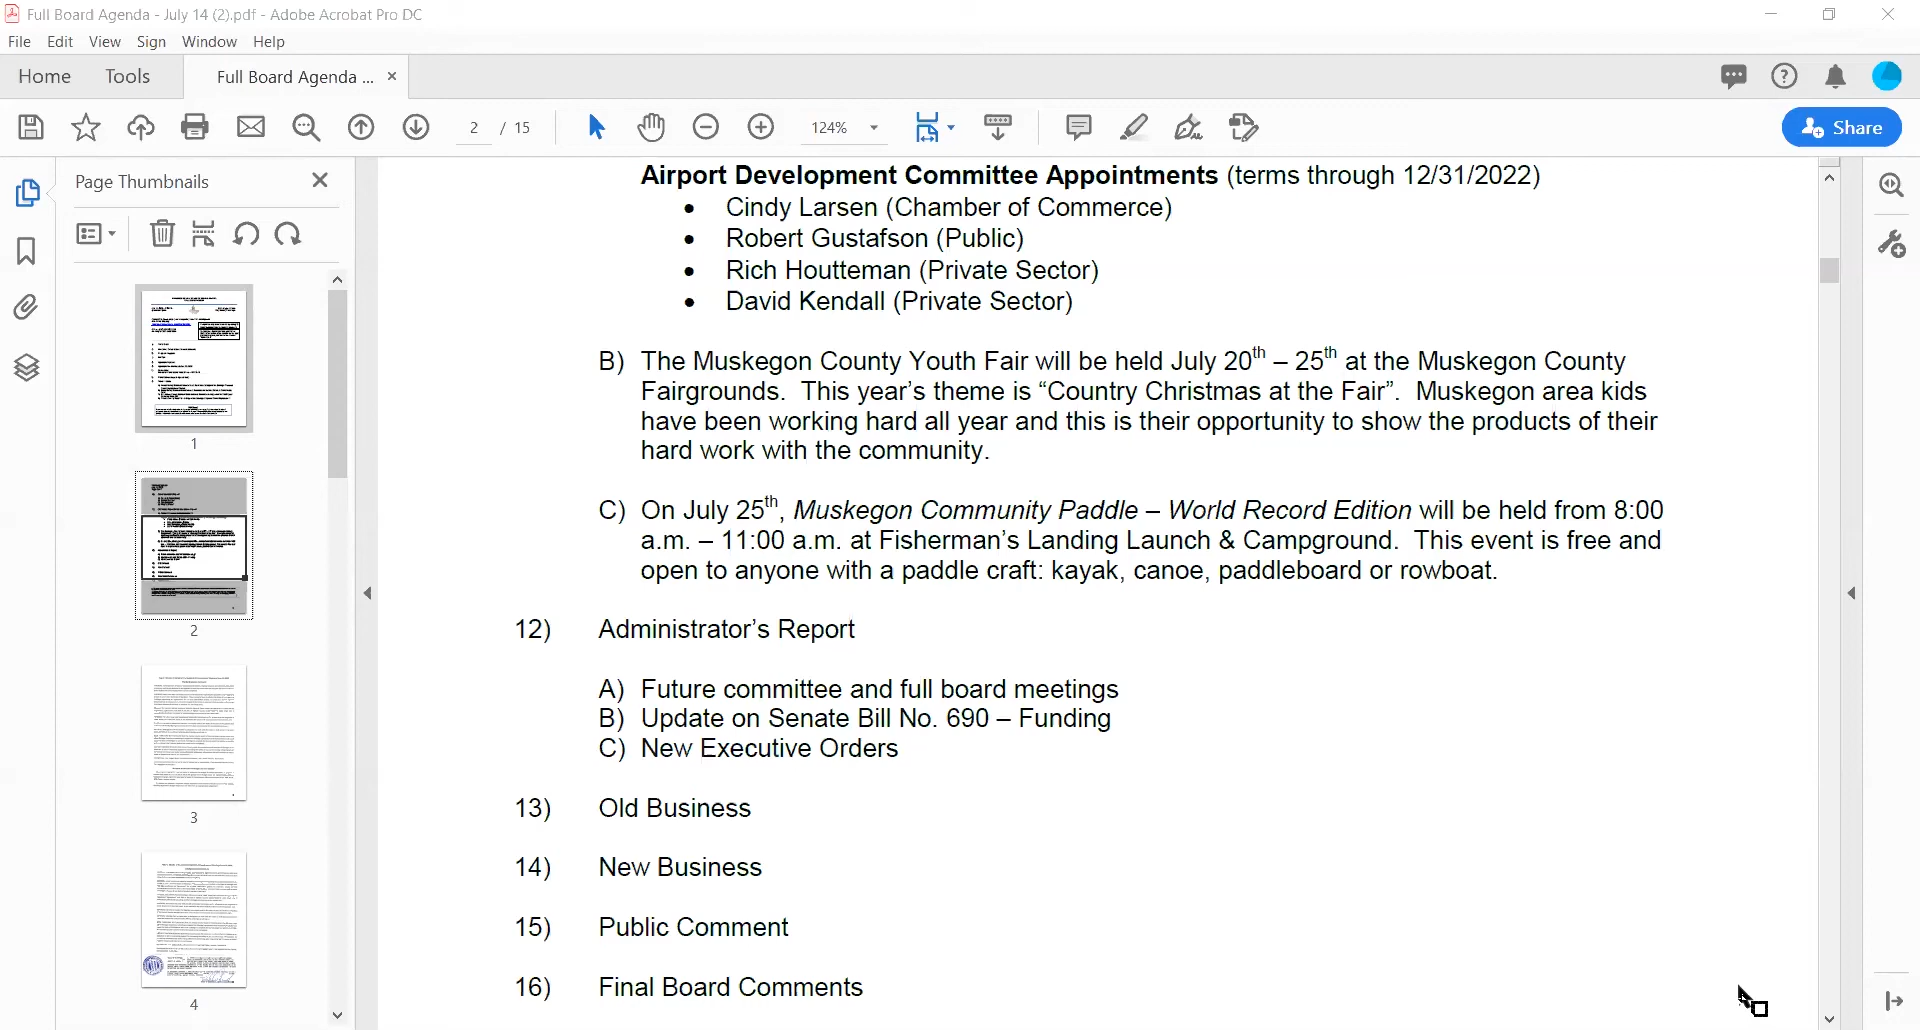 Full Board Agenda - July 14 (2).pdf - Adobe Acrobat Pro DC
File Edit View Sign Window Help
Home Tools Full Board Agenda ... ×
2 / 15 124% Share
Page Thumbnails
1
2
3
4
Airport Development Committee Appointments (terms through 12/31/2022)
• Cindy Larsen (Chamber of Commerce)
• Robert Gustafson (Public)
• Rich Houtteman (Private Sector)
• David Kendall (Private Sector)
B) The Muskegon County Youth Fair will be held July 20th – 25th at the Muskegon County
Fairgrounds. This year’s theme is “Country Christmas at the Fair”. Muskegon area kids
have been working hard all year and this is their opportunity to show the products of their
hard work with the community.
C) On July 25th, Muskegon Community Paddle – World Record Edition will be held from 8:00
a.m. – 11:00 a.m. at Fisherman’s Landing Launch & Campground. This event is free and
open to anyone with a paddle craft: kayak, canoe, paddleboard or rowboat.
12) Administrator’s Report
A) Future committee and full board meetings
B) Update on Senate Bill No. 690 – Funding
C) New Executive Orders
13) Old Business
14) New Business
15) Public Comment
16) Final Board Comments